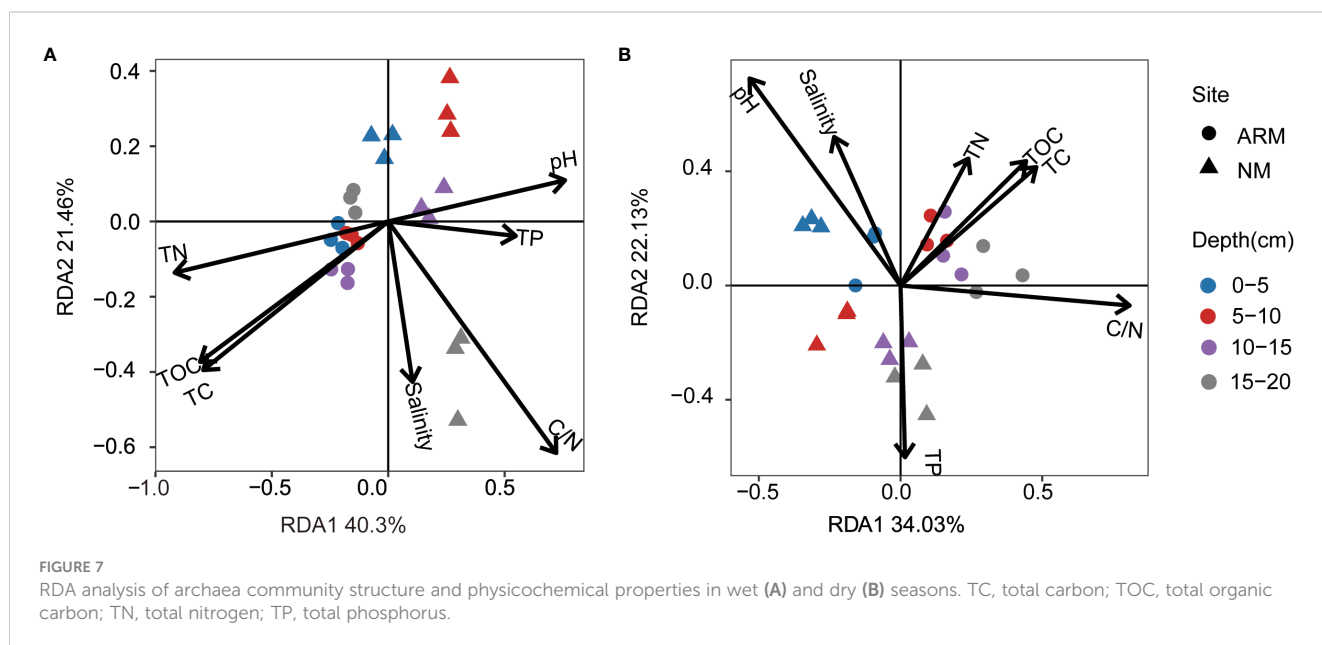 A
0.4
0.2
0.0
−0.2
−0.4
−0.6
RDA2 21.46%
−1.0
−0.5
0.0
0.5
RDA1 40.3%
pH
TP
TN
TOC
TC
Salinity
C/N
B
0.4
0.0
−0.4
RDA2 22.13%
−0.5
0.0
0.5
RDA1 34.03%
pH
Salinity
TN
TOC
TC
C/N
TP
Site
ARM
NM
Depth(cm)
0−5
5−10
10−15
15−20
FIGURE 7
RDA analysis of archaea community structure and physicochemical properties in wet (A) and dry (B) seasons. TC, total carbon; TOC, total organic
carbon; TN, total nitrogen; TP, total phosphorus.